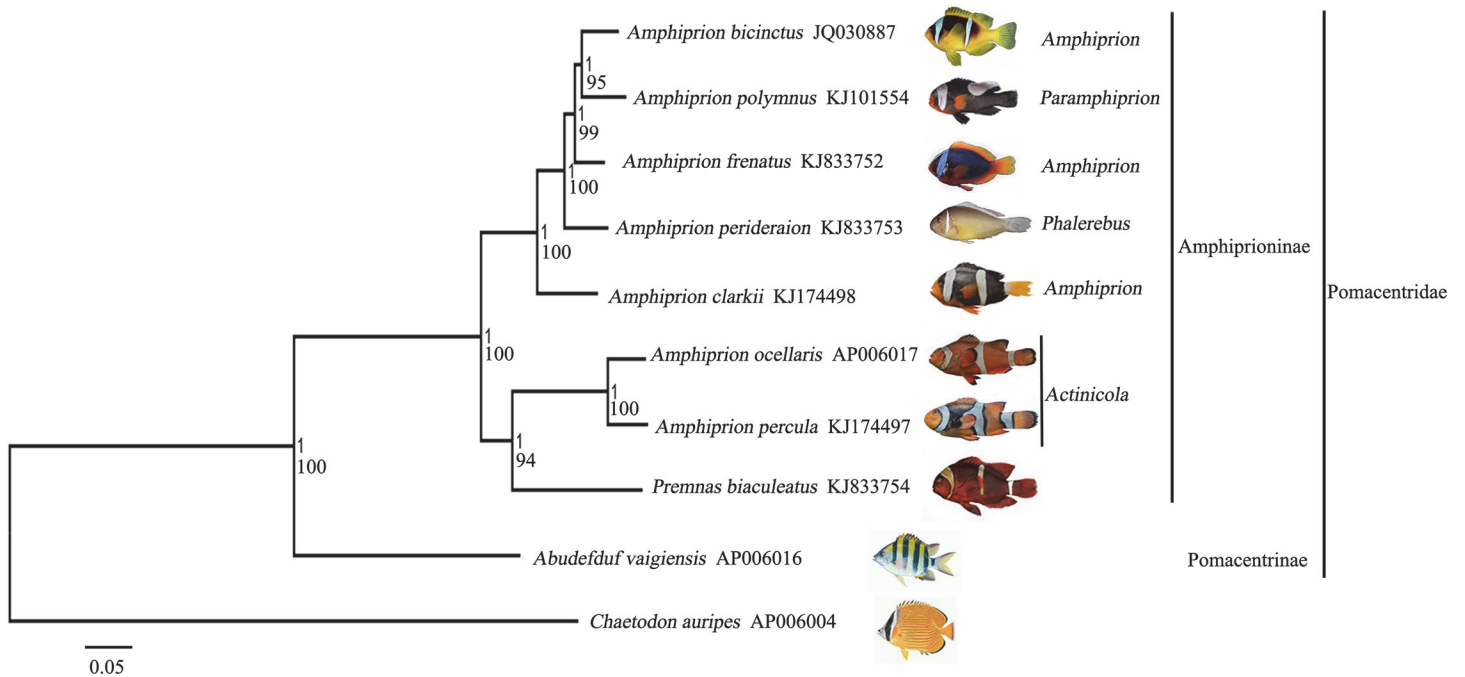 Amphiprion bicinctus JQ030887
Amphiprion
1
95
Amphiprion polymnus KJ101554
Paramphiprion
1
99
Amphiprion frenatus KJ833752
Amphiprion
1
100
Amphiprion perideraion KJ833753
Phalerebus
1
100
Amphiprioninae
Amphiprion clarkii KJ174498
Amphiprion
Pomacentridae
1
100
Amphiprion ocellaris AP006017
1
100
Actinicola
Amphiprion percula KJ174497
1
94
Premnas biaculeatus KJ833754
1
100
Abudefduf vaigiensis AP006016
Pomacentrinae
Chaetodon auripes AP006004
0.05